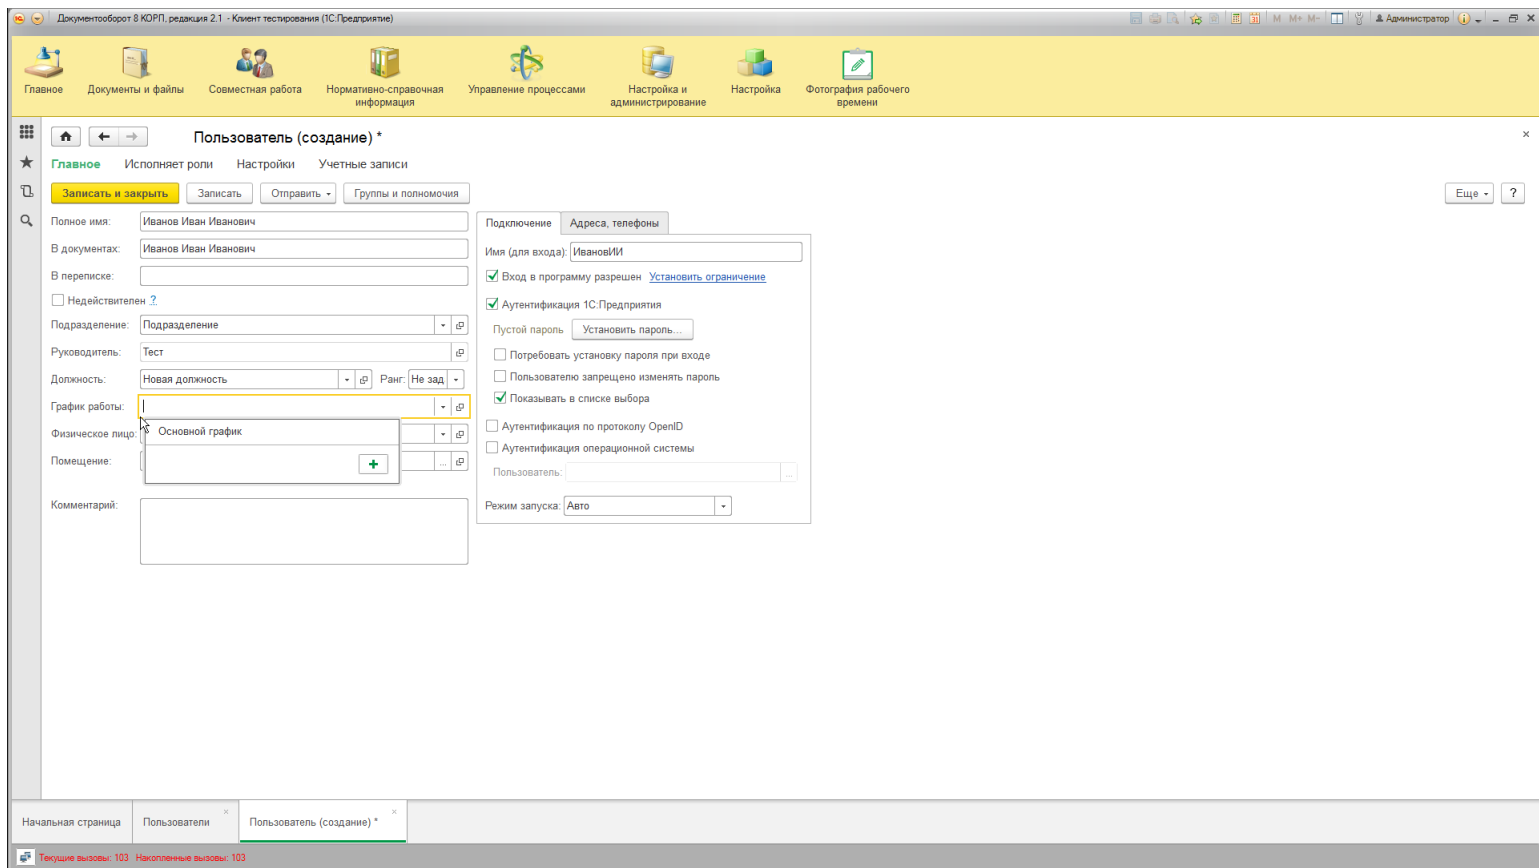 Документооборот 8 КОРП, редакция 2.1 - Клиент тестирования (1С:Предприятие)
M M+ M- Администратор
Главное
Документы и файлы
Совместная работа
Нормативно-справочная информация
Управление процессами
Настройка и администрирование
Настройка
Фотография рабочего времени
Пользователь (создание) *
Главное Исполняет роли Настройки Учетные записи
Записать и закрыть Записать Отправить Группы и полномочия Еще ?
Полное имя: Иванов Иван Иванович
В документах: Иванов Иван Иванович
В переписке:
Недействителен ?
Подразделение: Подразделение
Руководитель: Тест
Должность: Новая должность Ранг: Не зад
График работы:
Основной график
Физическое лицо:
Помещение:
Комментарий:
Подключение Адреса, телефоны
Имя (для входа): ИвановИИ
Вход в программу разрешен Установить ограничение
Аутентификация 1С:Предприятия
Пустой пароль Установить пароль...
Потребовать установку пароля при входе
Пользователю запрещено изменять пароль
Показывать в списке выбора
Аутентификация по протоколу OpenID
Аутентификация операционной системы
Пользователь: ...
Режим запуска: Авто
Начальная страница Пользователи Пользователь (создание) *
Текущие вызовы: 103 Накопленные вызовы: 103